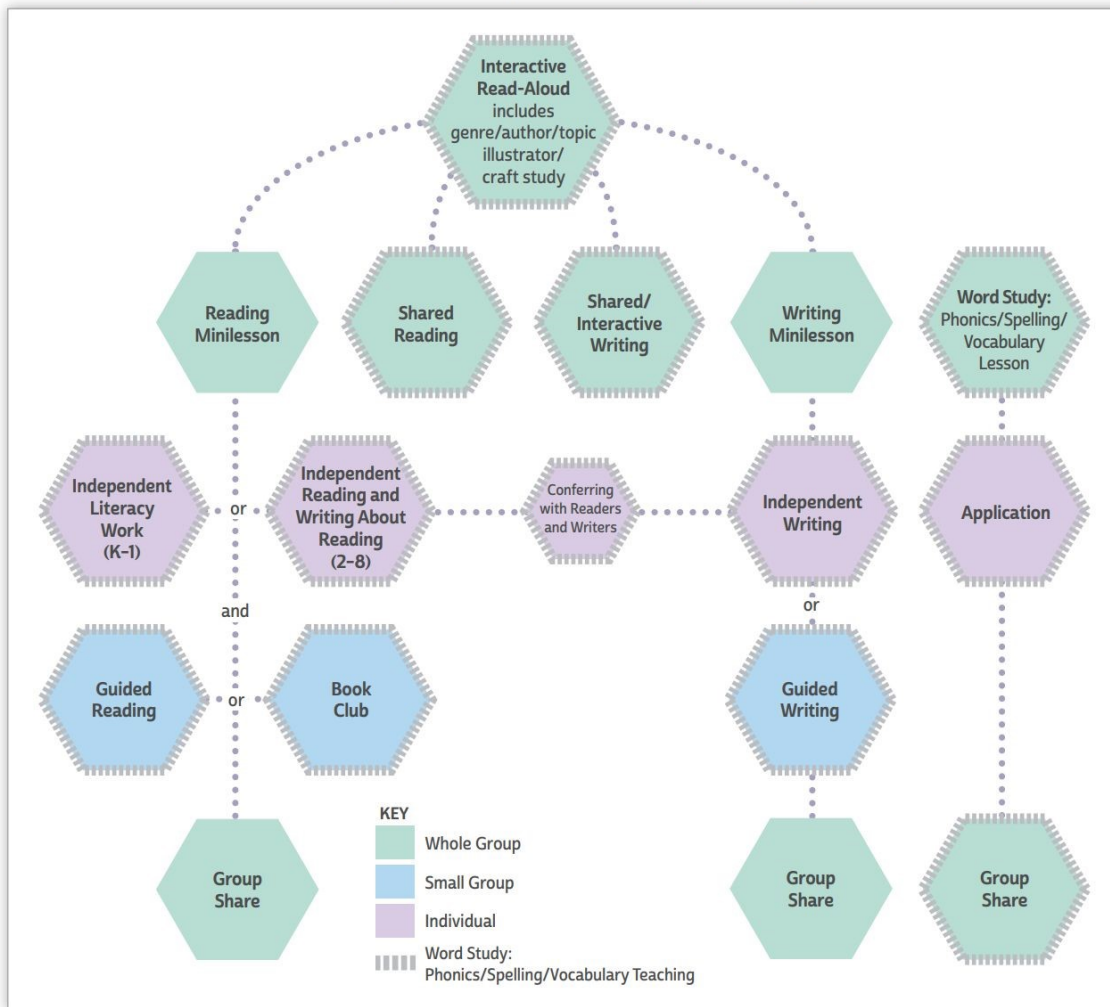 Interactive
Read-Aloud
includes
genre/author/topic
illustrator/
craft study
Reading
Minilesson
Shared
Reading
Shared/
Interactive
Writing
Writing
Minilesson
Word Study:
Phonics/Spelling/
Vocabulary
Lesson
Independent
Literacy
Work
(K–1)
or
Independent
Reading and
Writing About
Reading
(2–8)
Conferring
with Readers
and Writers
Independent
Writing
Application
and
or
Guided
Reading
or
Book
Club
Guided
Writing
Group
Share
KEY
Whole Group
Small Group
Individual
Word Study:
Phonics/Spelling/Vocabulary Teaching
Group
Share
Group
Share